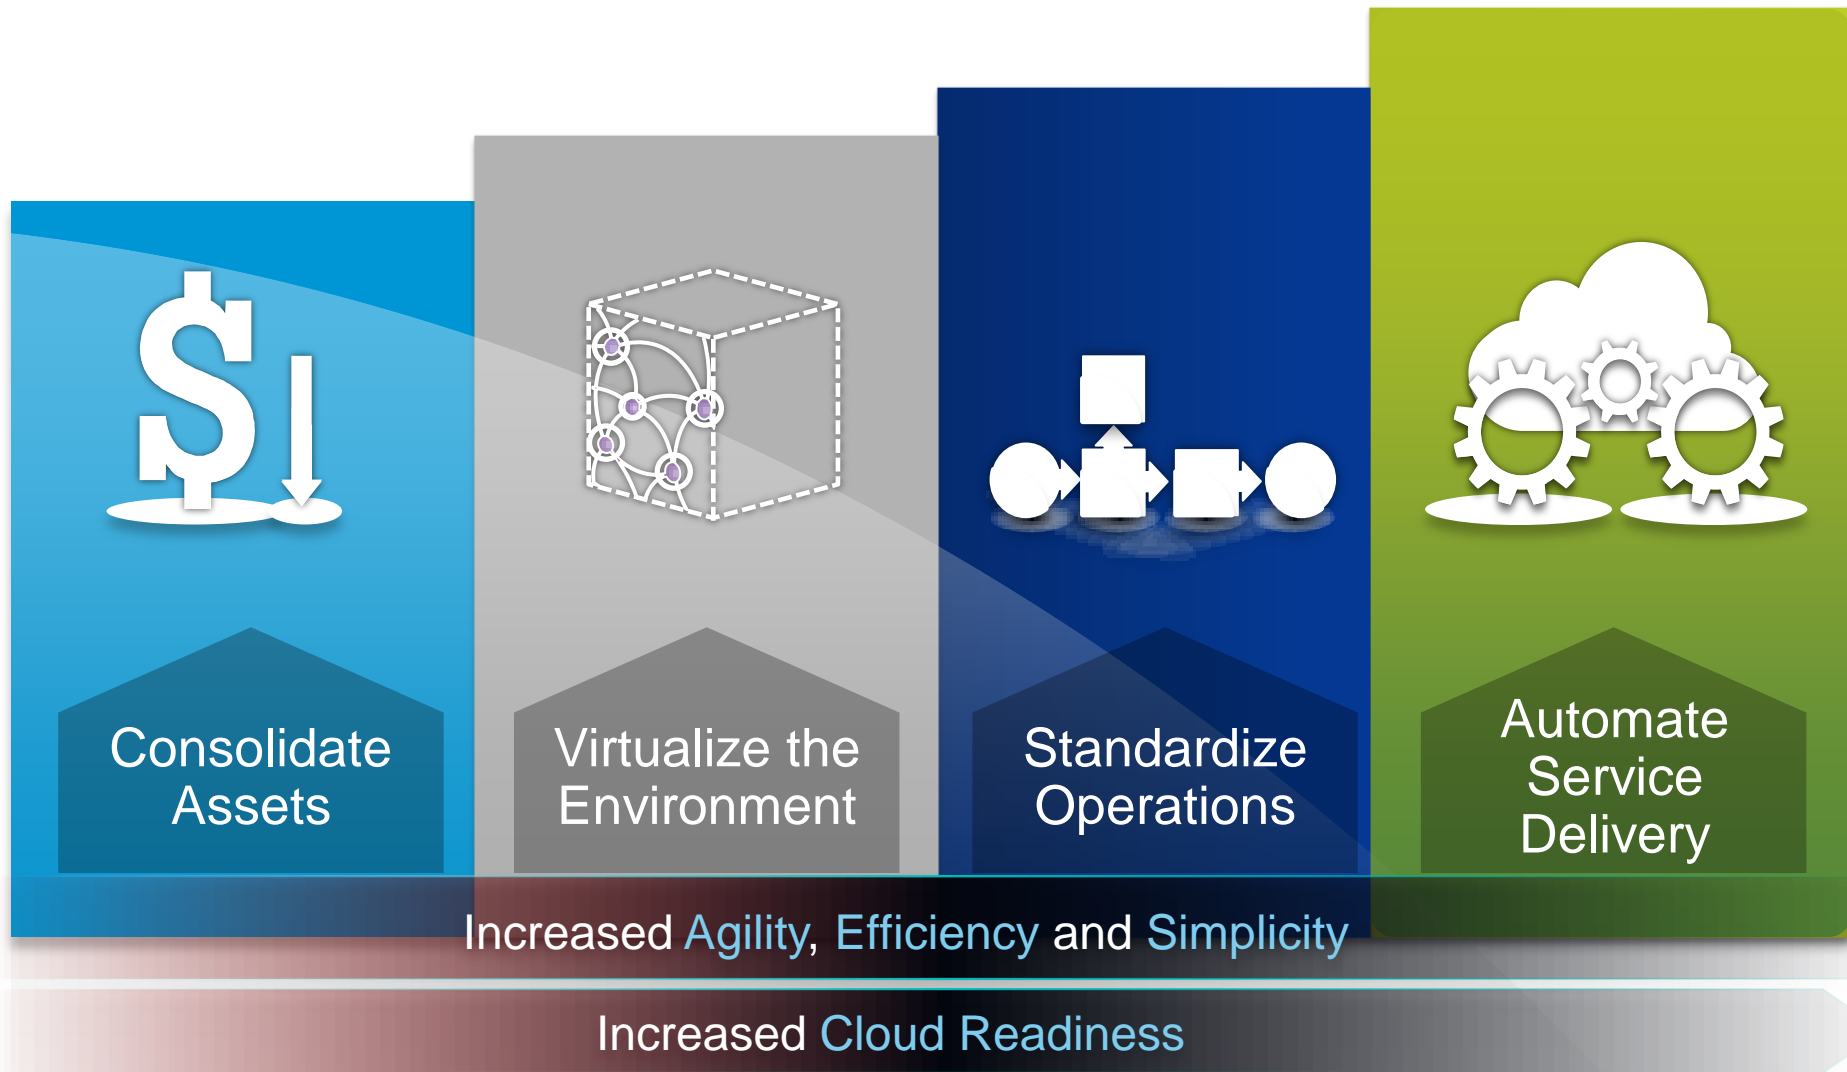 Consolidate
Assets
Virtualize the
Environment
Standardize
Operations
Automate
Service
Delivery
Increased Agility, Efficiency and Simplicity
Increased Cloud Readiness